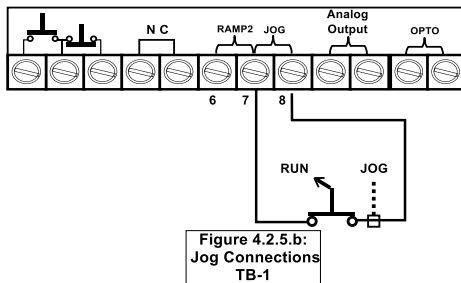 N C
RAMP2 JOG
Analog
Output
OPTO
6 7 8
RUN JOG
Figure 4.2.5.b:
Jog Connections
TB-1